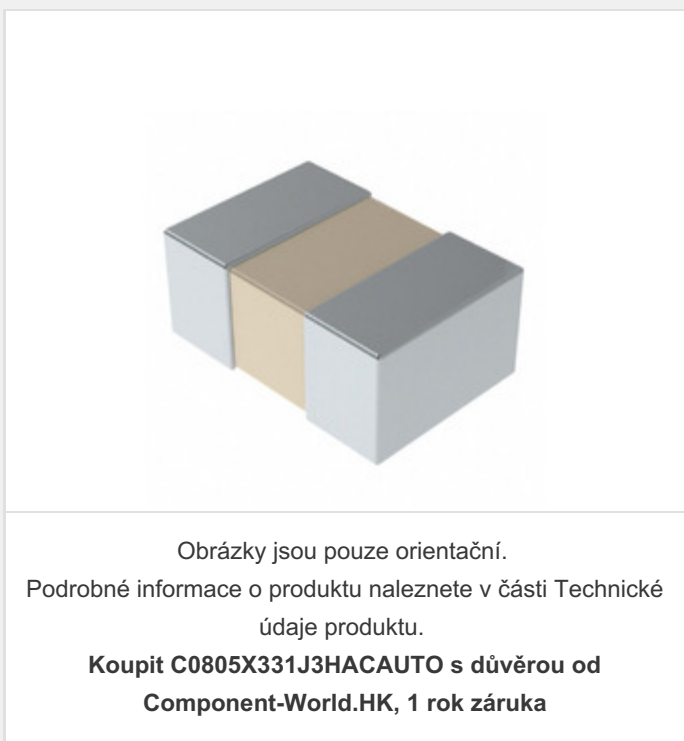 Obrázky jsou pouze orientační.
Podrobné informace o produktu naleznete v části Technické
údaje produktu.
Koupit C0805X331J3HACAUTO s důvěrou od
Component-World.HK, 1 rok záruka